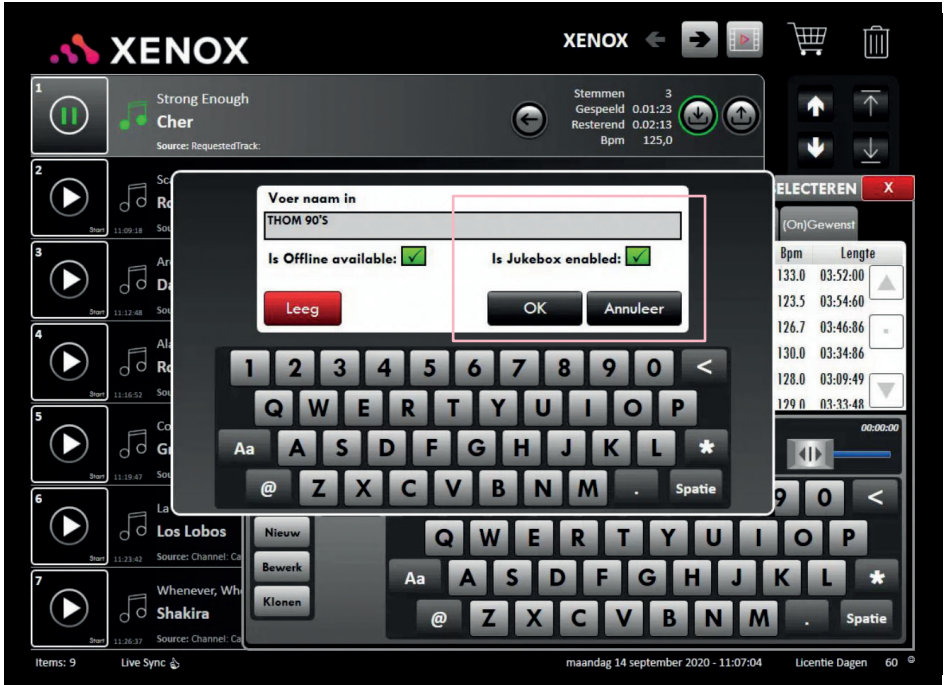 XENOX
XENOX
1
Strong Enough
Cher
Source: RequestedTrack:
Stemmen 3
Gespeeld 0.01:23
Resterend 0.02:13
Bpm 125,0
2
Start 11:09:18
3
Start 11:12:48
4
Start 11:16:52
5
Start 11:19:47
6
Los Lobos
Start 11:23:42 Source: Channel: Ca
7
Whenever, Wh
Shakira
Start 11:26:37 Source: Channel: Ca
Voer naam in
THOM 90'S
Is Offline available: Is Jukebox enabled:
Leeg OK Annuleer
1 2 3 4 5 6 7 8 9 0 <
Q W E R T Y U I O P
Aa A S D F G H J K L *
@ Z X C V B N M . Spatie
ELECTEREN X
(On)Gewenst
Bpm Lengte
133.0 03:52:00
123.5 03:54:60
126.7 03:46:86
130.0 03:34:86
128.0 03:09:49
129.0 03:33:48
00:00:00
Nieuw
Bewerk
Klonen
9 0 <
Q W E R T Y U I O P
Aa A S D F G H J K L *
@ Z X C V B N M . Spatie
Items: 9 Live Sync maandag 14 september 2020 - 11:07:04 Licentie Dagen 60